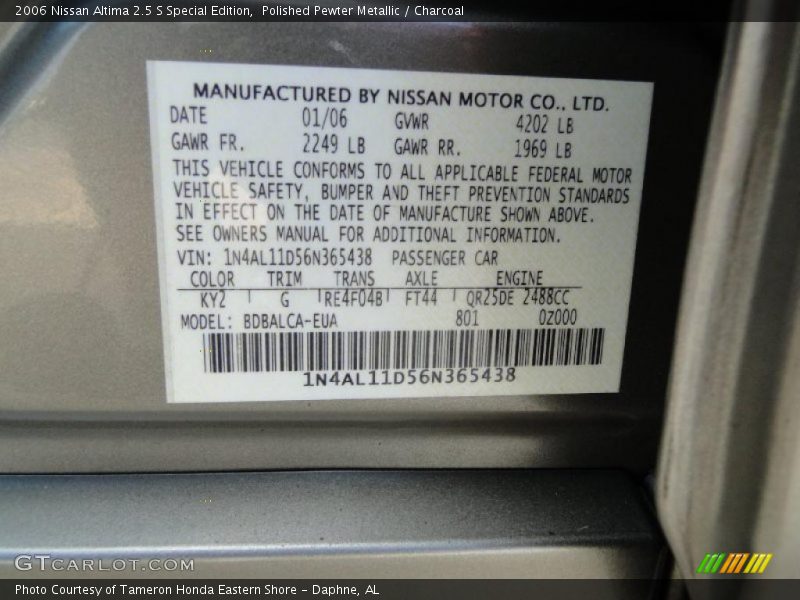 2006 Nissan Altima 2.5 S Special Edition,  Polished Pewter Metallic / Charcoal
MANUFACTURED BY NISSAN MOTOR CO., LTD.
DATE 01/06 GVWR 4202 LB
GAWR FR. 2249 LB GAWR RR. 1969 LB
THIS VEHICLE CONFORMS TO ALL APPLICABLE FEDERAL MOTOR
VEHICLE SAFETY, BUMPER AND THEFT PREVENTION STANDARDS
IN EFFECT ON THE DATE OF MANUFACTURE SHOWN ABOVE.
SEE OWNERS MANUAL FOR ADDITIONAL INFORMATION.
VIN: 1N4AL11D56N365438 PASSENGER CAR
COLOR TRIM TRANS AXLE ENGINE
KY2 G RE4F04B FT44 QR25DE 2488CC
MODEL: BDBALCA-EUA 801 0Z000
1N4AL11D56N365438
GTCARLOT.COM
Photo Courtesy of Tameron Honda Eastern Shore – Daphne, AL